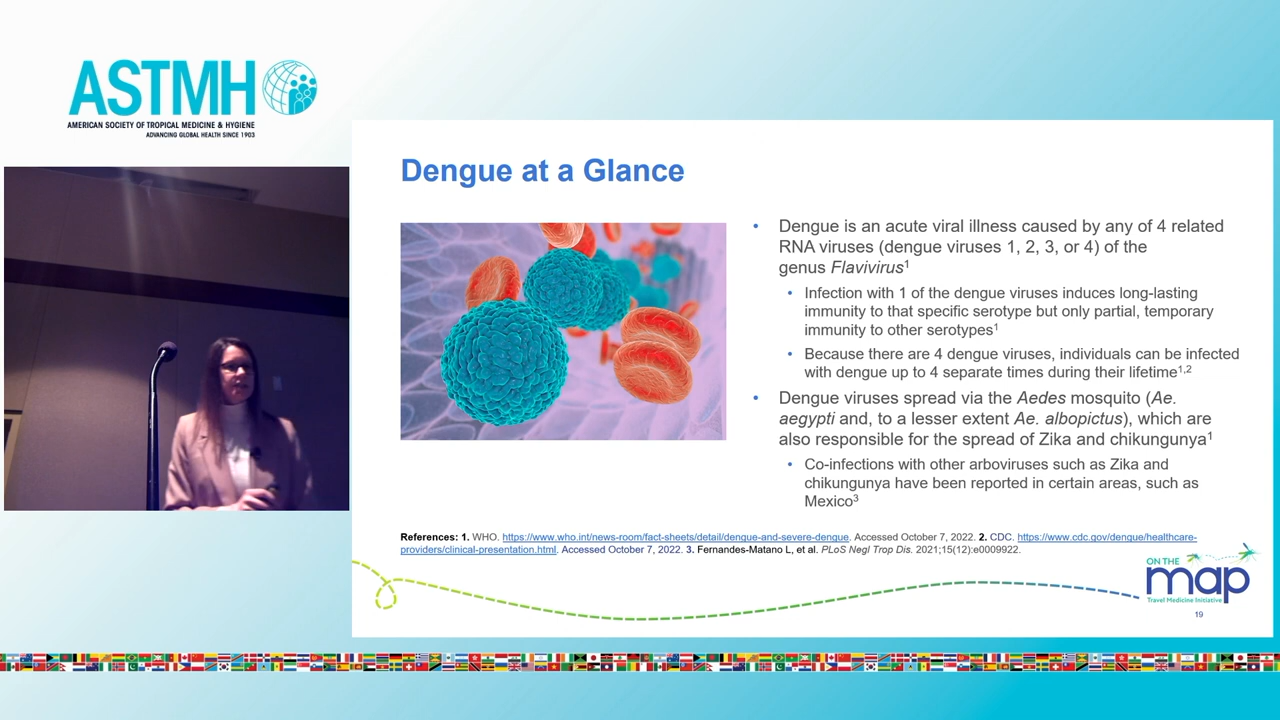 ASTMH
AMERICAN SOCIETY OF TROPICAL MEDICINE & HYGIENE
ADVANCING GLOBAL HEALTH SINCE 1903
Dengue at a Glance
• Dengue is an acute viral illness caused by any of 4 related
RNA viruses (dengue viruses 1, 2, 3, or 4) of the
genus Flavivirus¹
• Infection with 1 of the dengue viruses induces long-lasting
immunity to that specific serotype but only partial, temporary
immunity to other serotypes¹
• Because there are 4 dengue viruses, individuals can be infected
with dengue up to 4 separate times during their lifetime¹,²
• Dengue viruses spread via the Aedes mosquito (Ae.
aegypti and, to a lesser extent Ae. albopictus), which are
also responsible for the spread of Zika and chikungunya¹
• Co-infections with other arboviruses such as Zika and
chikungunya have been reported in certain areas, such as
Mexico³
References: 1. WHO. https://www.who.int/news-room/fact-sheets/detail/dengue-and-severe-dengue. Accessed October 7, 2022. 2. CDC. https://www.cdc.gov/dengue/healthcare-
providers/clinical-presentation.html. Accessed October 7, 2022. 3. Fernandes-Matano L, et al. PLoS Negl Trop Dis. 2021;15(12):e0009922.
ON THE
map
Travel Medicine Initiative
19